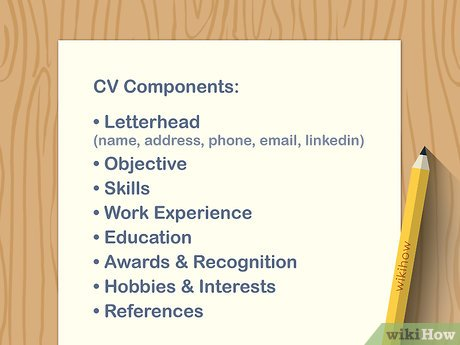 CV Components:
• Letterhead
(name, address, phone, email, linkedin)
• Objective
• Skills
• Work Experience
• Education
• Awards & Recognition
• Hobbies & Interests
• References
wikihow
wikiHow